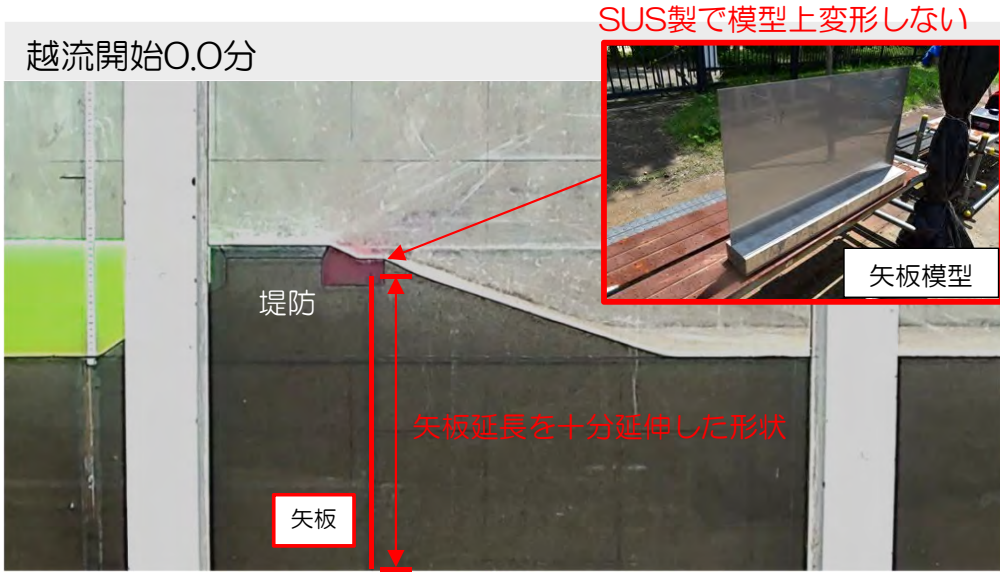 SUS製で模型上変形しない
越流開始0.0分
矢板模型
堤防
矢板延長を十分延伸した形状
矢板